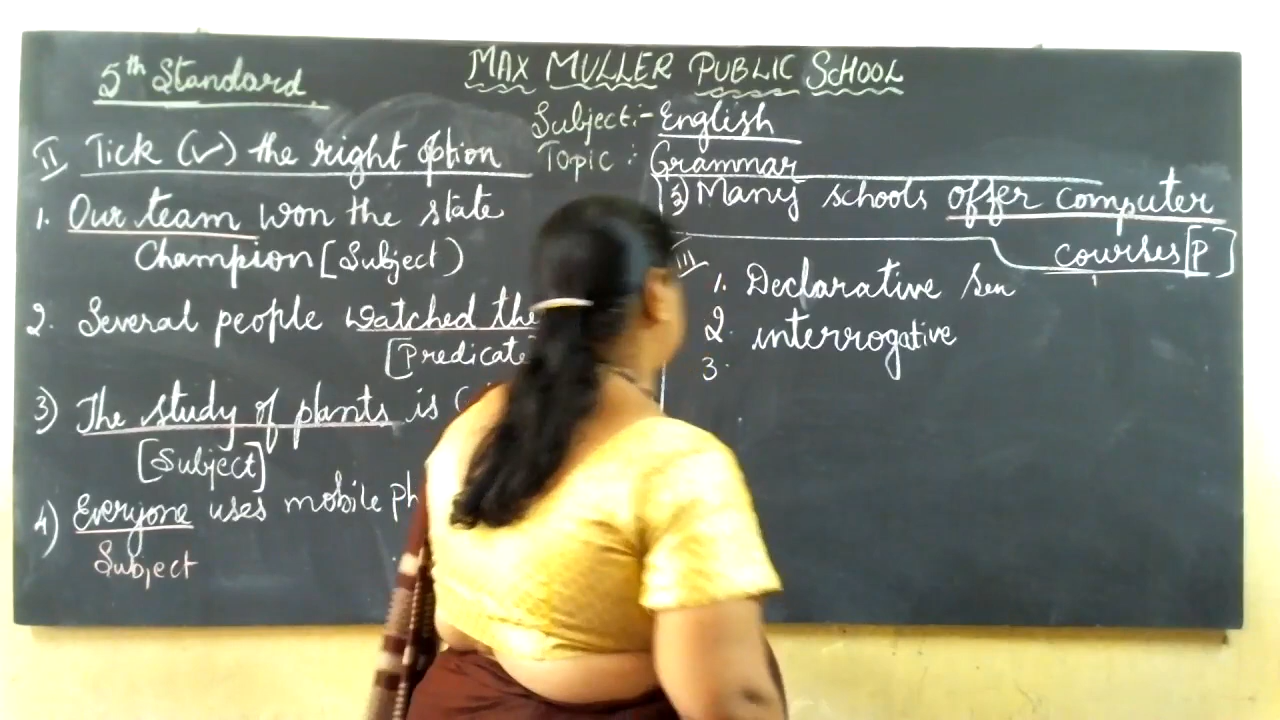 5th Standard
MAX MULLER PUBLIC SCHOOL
Subject:- English
Topic :- Grammar
II Tick (✓) the right option
1. Our team won the state
Champion [Subject)
2. Several people watched the
[Predicate
3) The study of plants is
[Subject]
4) Everyone uses mobile ph
Subject
5) Many schools offer computer
courses [P]
III
1. Declarative sen
2. interrogative
3.